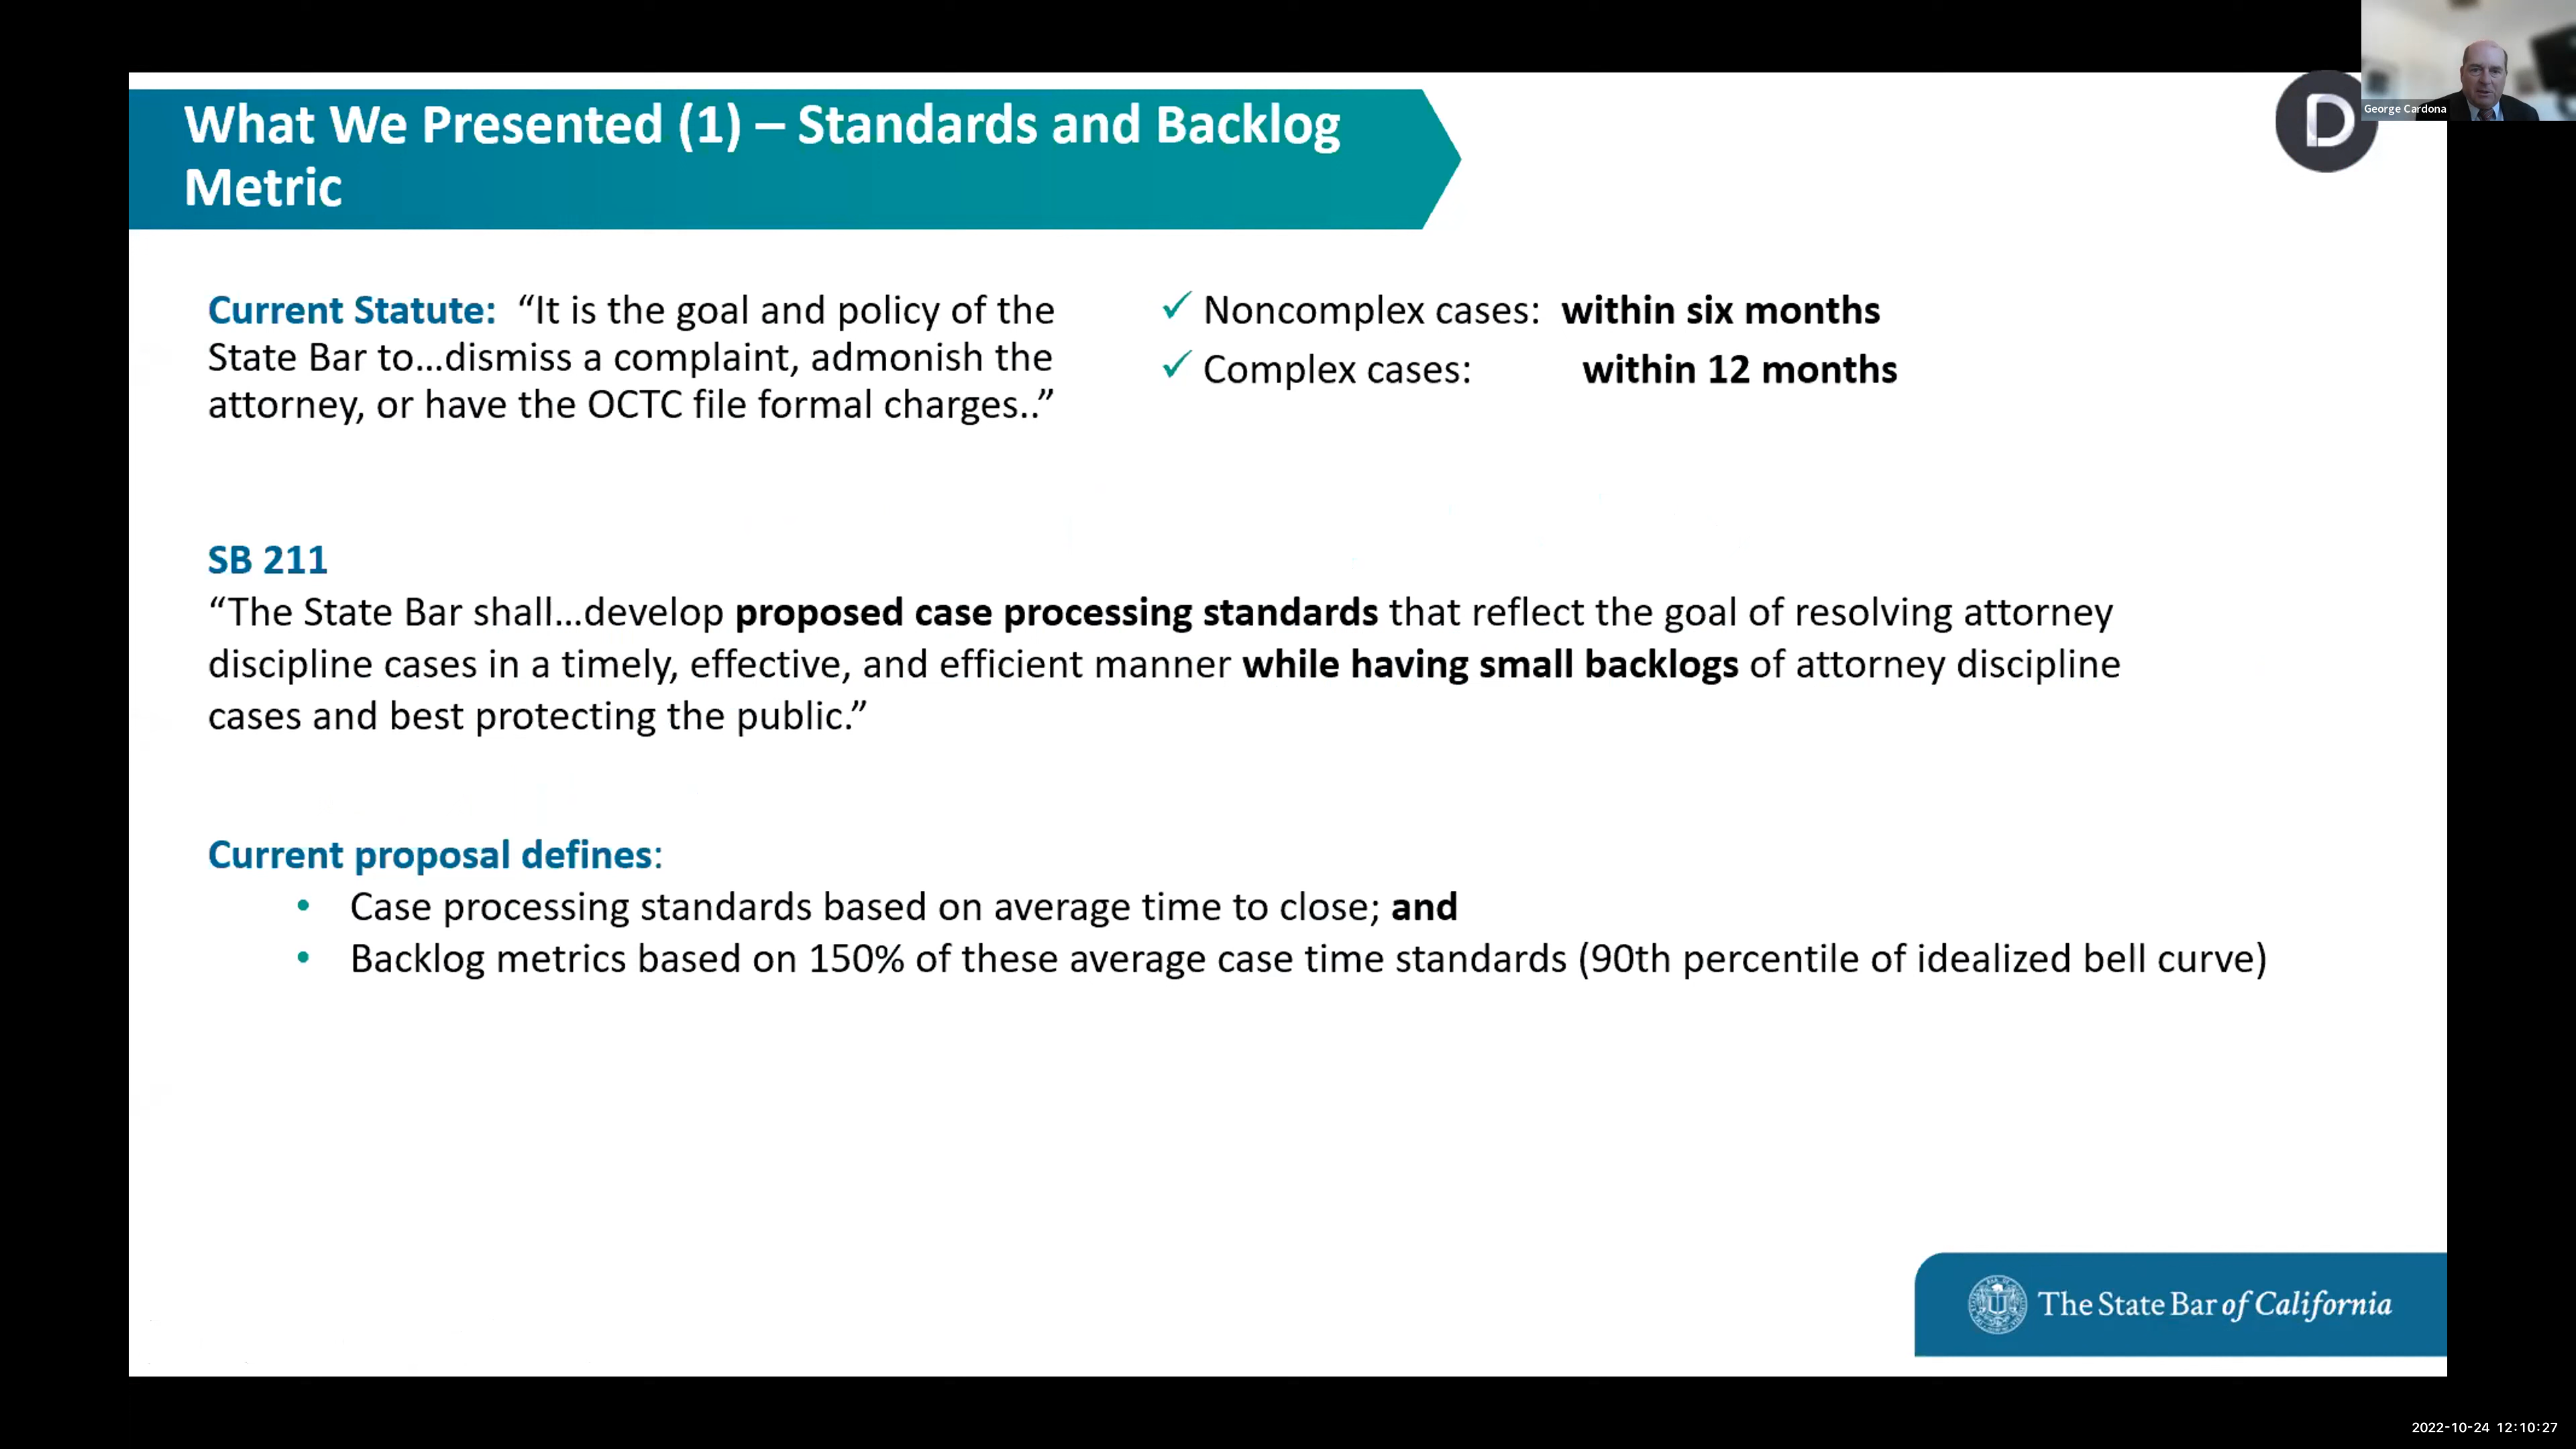 What We Presented (1) – Standards and Backlog
Metric
D
George Cardona
Current Statute: “It is the goal and policy of the
State Bar to…dismiss a complaint, admonish the
attorney, or have the OCTC file formal charges..”
✓ Noncomplex cases: within six months
✓ Complex cases: within 12 months
SB 211
“The State Bar shall…develop proposed case processing standards that reflect the goal of resolving attorney
discipline cases in a timely, effective, and efficient manner while having small backlogs of attorney discipline
cases and best protecting the public.”
Current proposal defines:
• Case processing standards based on average time to close; and
• Backlog metrics based on 150% of these average case time standards (90th percentile of idealized bell curve)
The State Bar of California
2022-10-24 12:10:27